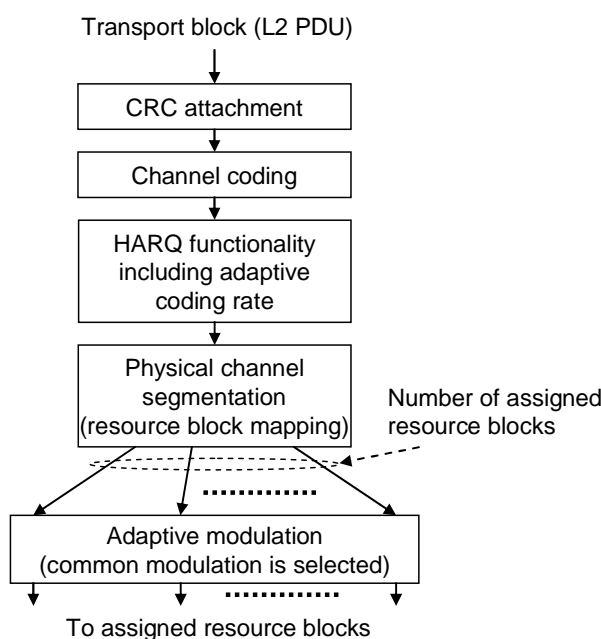 Transport block (L2 PDU)
CRC attachment
Channel coding
HARQ functionality
including adaptive
coding rate
Physical channel
segmentation
(resource block mapping)
Number of assigned
resource blocks
Adaptive modulation
(common modulation is selected)
To assigned resource blocks